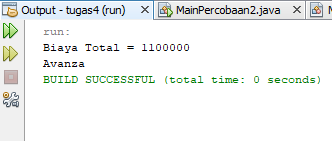 Output - tugas4 (run)
MainPercobaan2.java
run:
Biaya Total = 1100000
Avanza
BUILD SUCCESSFUL (total time: 0 seconds)